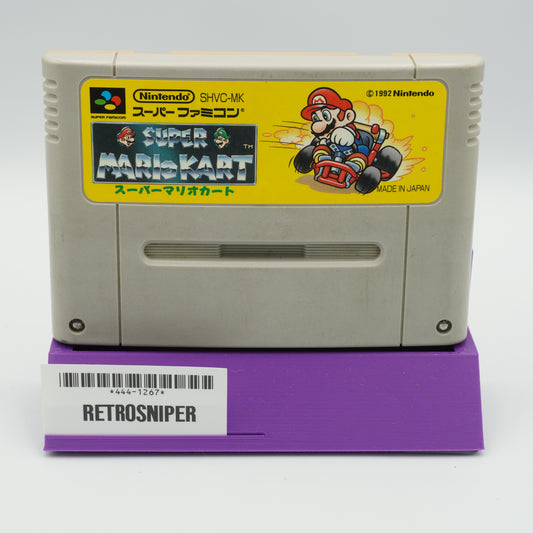 Nintendo SHVC-MK
スーパーファミコン
SUPER FAMICOM
SUPER
MARIO KART
TM
スーパーマリオカート
© 1992 Nintendo
MADE IN JAPAN
*444-1267*
RETROSNIPER